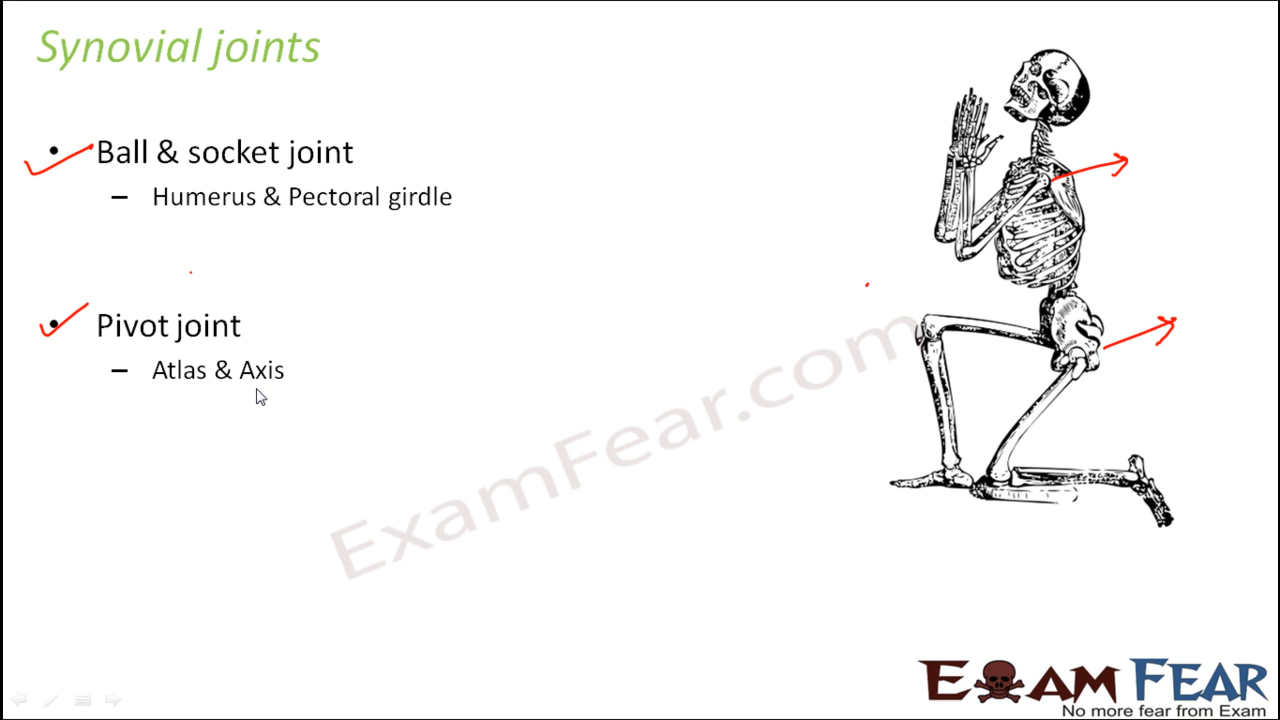 Synovial joints
• Ball & socket joint
– Humerus & Pectoral girdle
• Pivot joint
– Atlas & Axis
ExamFear.com
EXAM FEAR
No more fear from Exam